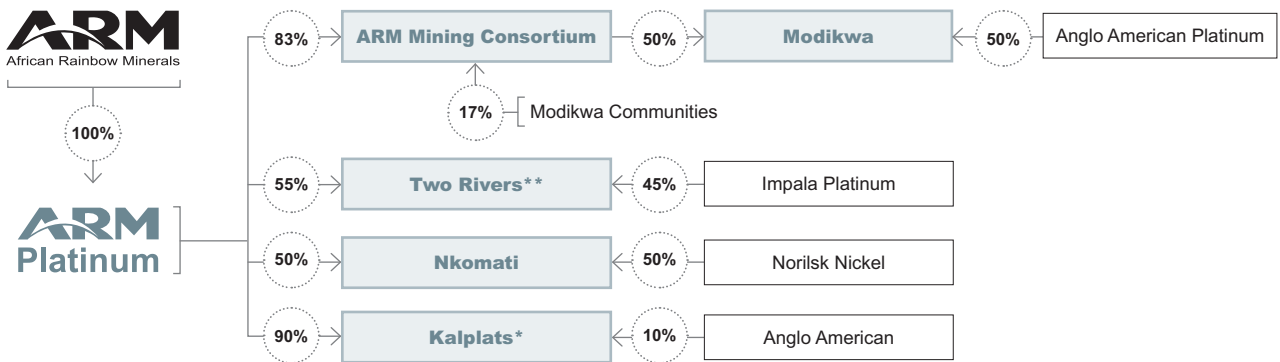 ARM
African Rainbow Minerals
100%
ARM
Platinum
83%
ARM Mining Consortium
50%
Modikwa
50%
Anglo American Platinum
17%
Modikwa Communities
55%
Two Rivers**
45%
Impala Platinum
50%
Nkomati
50%
Norilsk Nickel
90%
Kalplats*
10%
Anglo American